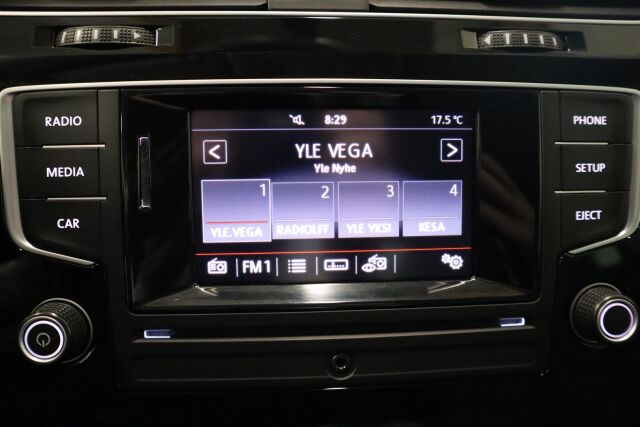 RADIO
MEDIA
CAR
8:29
17.5 °C
<
YLE VEGA
>
Yle Nyhe
1
2
3
4
YLE.VEGA
RADIOLFF
YLE YKSI
KESA
FM1
PHONE
SETUP
EJECT